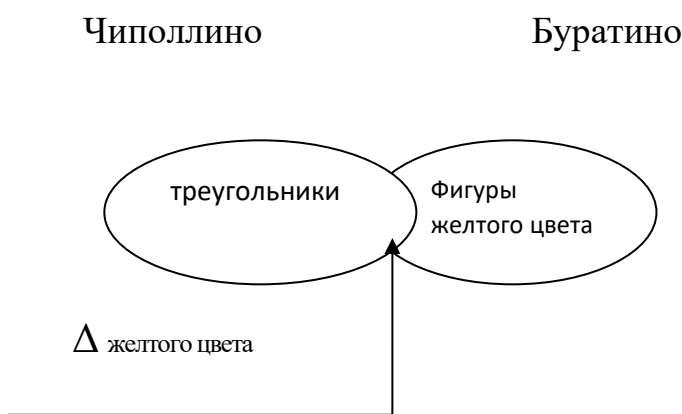 Чиполлино Буратино
треугольники
Фигуры
желтого цвета
Δ желтого цвета